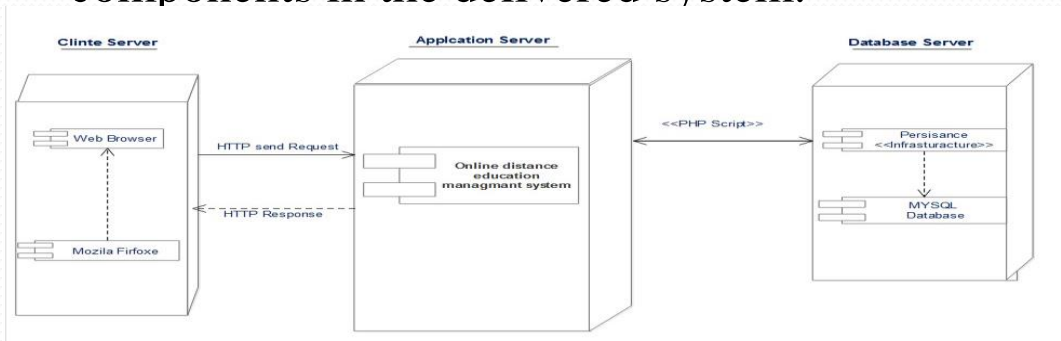 components in the delivered system.
Clinte Server
Applcation Server
Database Server
Web Browser
HTTP send Request
<<PHP Script>>
Persisance
<<Infrasturacture>>
Online distance
education
managmant system
HTTP Response
MYSQL
Database
Mozila Firfoxe